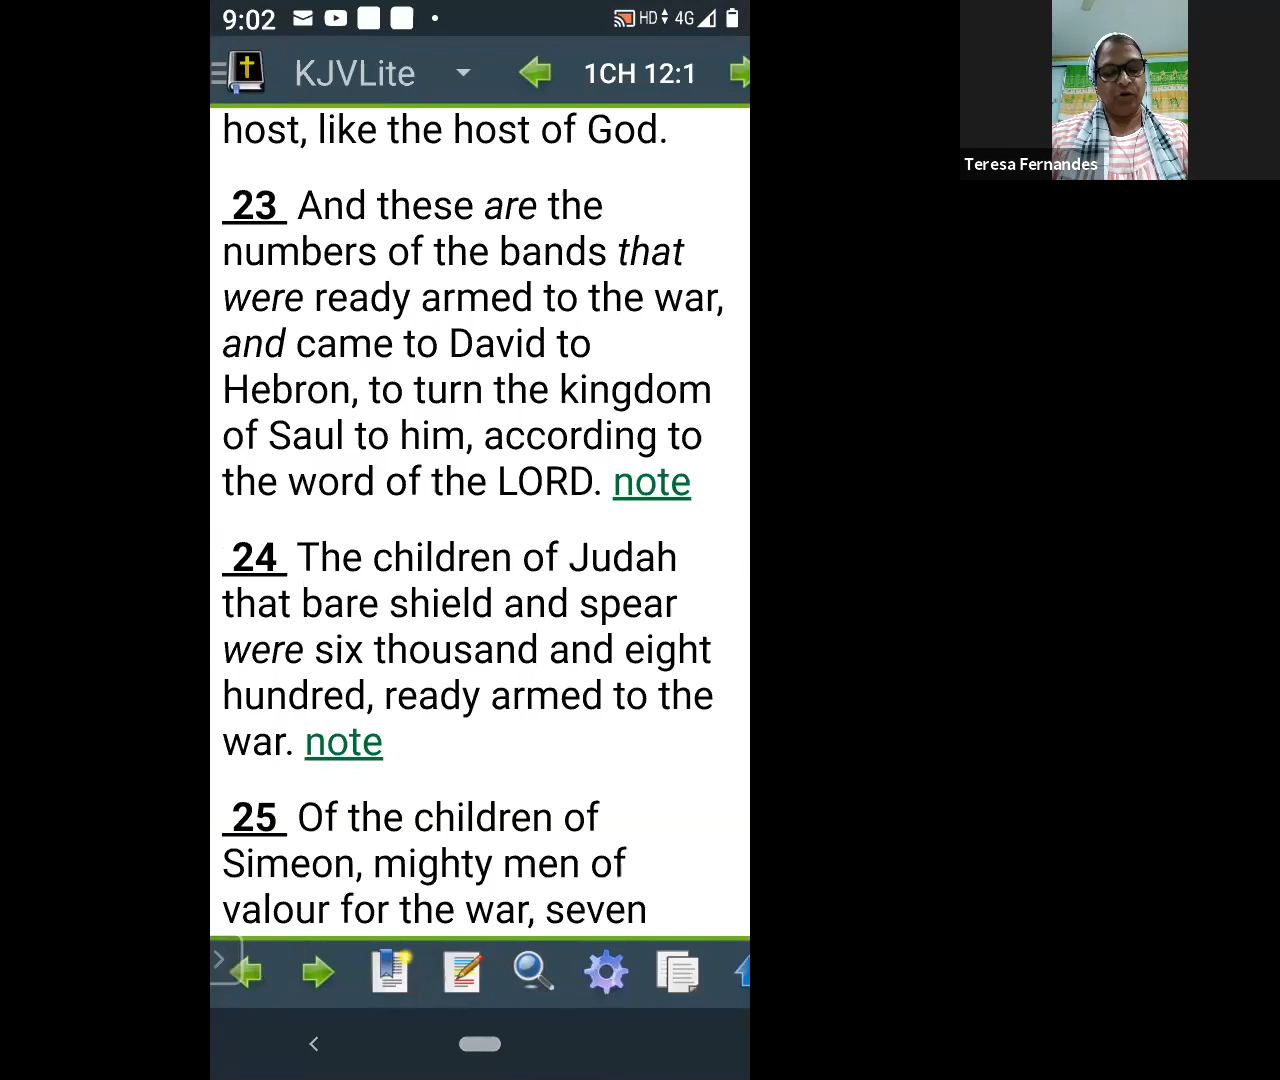 9:02 HD 4G
KJVLite 1CH 12:1
host, like the host of God.
23 And these are the
numbers of the bands that
were ready armed to the war,
and came to David to
Hebron, to turn the kingdom
of Saul to him, according to
the word of the LORD. note
24 The children of Judah
that bare shield and spear
were six thousand and eight
hundred, ready armed to the
war. note
25 Of the children of
Simeon, mighty men of
valour for the war, seven
Teresa Fernandes